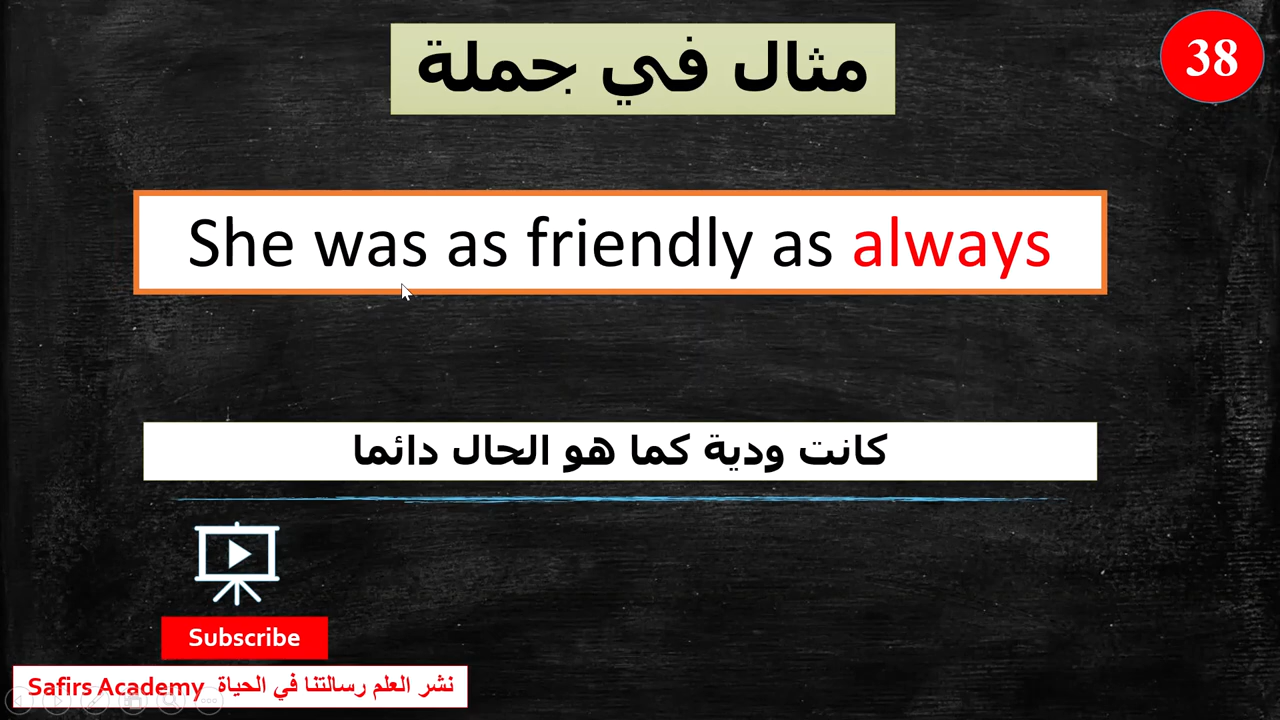 مثال في جملة
38
She was as friendly as always
كانت ودية كما هو الحال دائما
Subscribe
Safirs Academy نشر العلم رسالتنا في الحياة